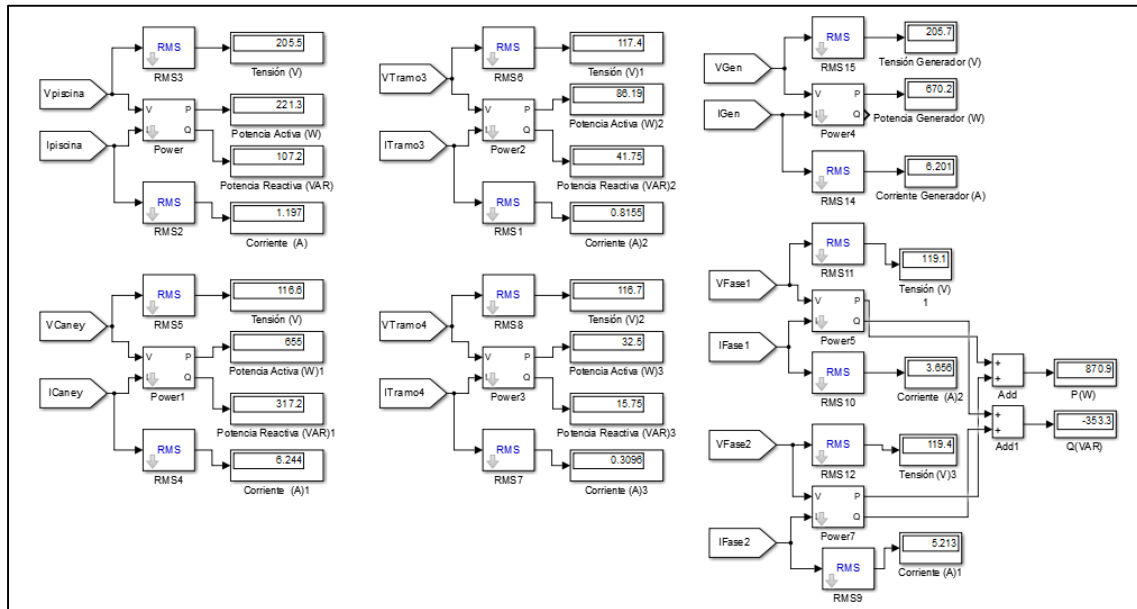 RMS
205.5
RMS3
Tensión (V)
Vpiscina
V
P
I
Q
Power
221.3
Potencia Activa (W)
Ipiscina
107.2
Potencia Reactiva (VAR)
RMS
RMS2
1.197
Corriente (A)
RMS
117.4
RMS6
Tensión (V)1
VTramo3
V
P
I
Q
Power2
86.19
Potencia Activa (W)2
ITramo3
41.75
Potencia Reactiva (VAR)2
RMS
RMS1
0.8155
Corriente (A)2
RMS
205.7
RMS15
Tensión Generador (V)
VGen
V
P
I
Q
Power4
670.2
Potencia Generador (W)
IGen
RMS
RMS14
6.201
Corriente Generador (A)
RMS
116.6
RMS5
Tensión (V)
VCaney
V
P
I
Q
Power1
655
Potencia Activa (W)1
ICaney
317.2
Potencia Reactiva (VAR)1
RMS
RMS4
6.244
Corriente (A)1
RMS
116.7
RMS8
Tensión (V)2
VTramo4
V
P
I
Q
Power3
32.5
Potencia Activa (W)3
ITramo4
15.75
Potencia Reactiva (VAR)3
RMS
RMS7
0.3096
Corriente (A)3
RMS
119.1
RMS11
Tensión (V)
1
VFase1
V
P
I
Q
Power5
IFase1
RMS
RMS10
3.656
Corriente (A)2
+
+
Add
870.9
P(W)
+
+
Add1
-353.3
Q(VAR)
VFase2
RMS
RMS12
119.4
Tensión (V)3
V
P
I
Q
Power7
IFase2
RMS
RMS9
5.213
Corriente (A)1